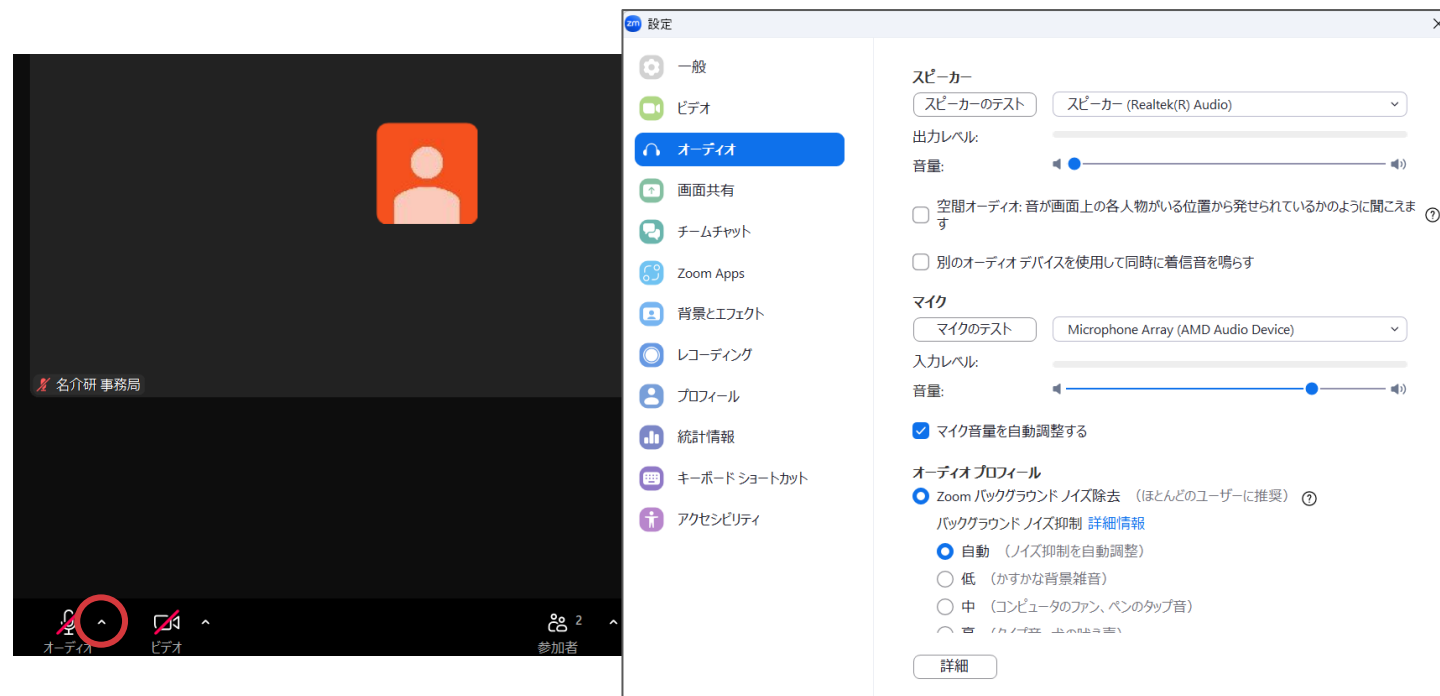 名介研 事務局
オーディオ
ビデオ
2
参加者
zm 設定
一般
ビデオ
オーディオ
画面共有
チームチャット
Zoom Apps
背景とエフェクト
レコーディング
プロフィール
統計情報
キーボード ショートカット
アクセシビリティ
スピーカー
スピーカーのテスト スピーカー (Realtek(R) Audio)
出力レベル:
音量:
空間オーディオ: 音が画面上の各人物がいる位置から発せられているかのように聞こえま
す
別のオーディオ デバイスを使用して同時に着信音を鳴らす
マイク
マイクのテスト Microphone Array (AMD Audio Device)
入力レベル:
音量:
マイク音量を自動調整する
オーディオ プロフィール
Zoom バックグラウンド ノイズ除去 （ほとんどのユーザーに推奨）
バックグラウンド ノイズ抑制 詳細情報
自動 （ノイズ抑制を自動調整）
低 （かすかな背景雑音）
中 （コンピュータのファン、ペンのタップ音）
高 （タイプ音、犬の吠え声）
詳細